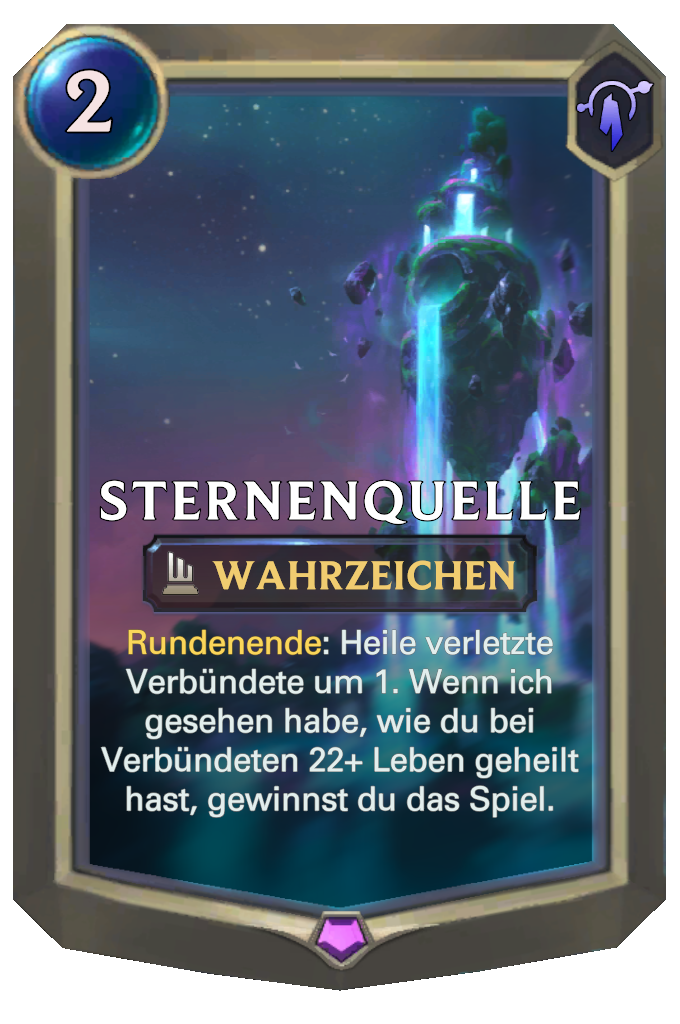 2
STERNENQUELLE
WAHRZEICHEN
Rundenende: Heile verletzte
Verbündete um 1. Wenn ich
gesehen habe, wie du bei
Verbündeten 22+ Leben geheilt
hast, gewinnst du das Spiel.